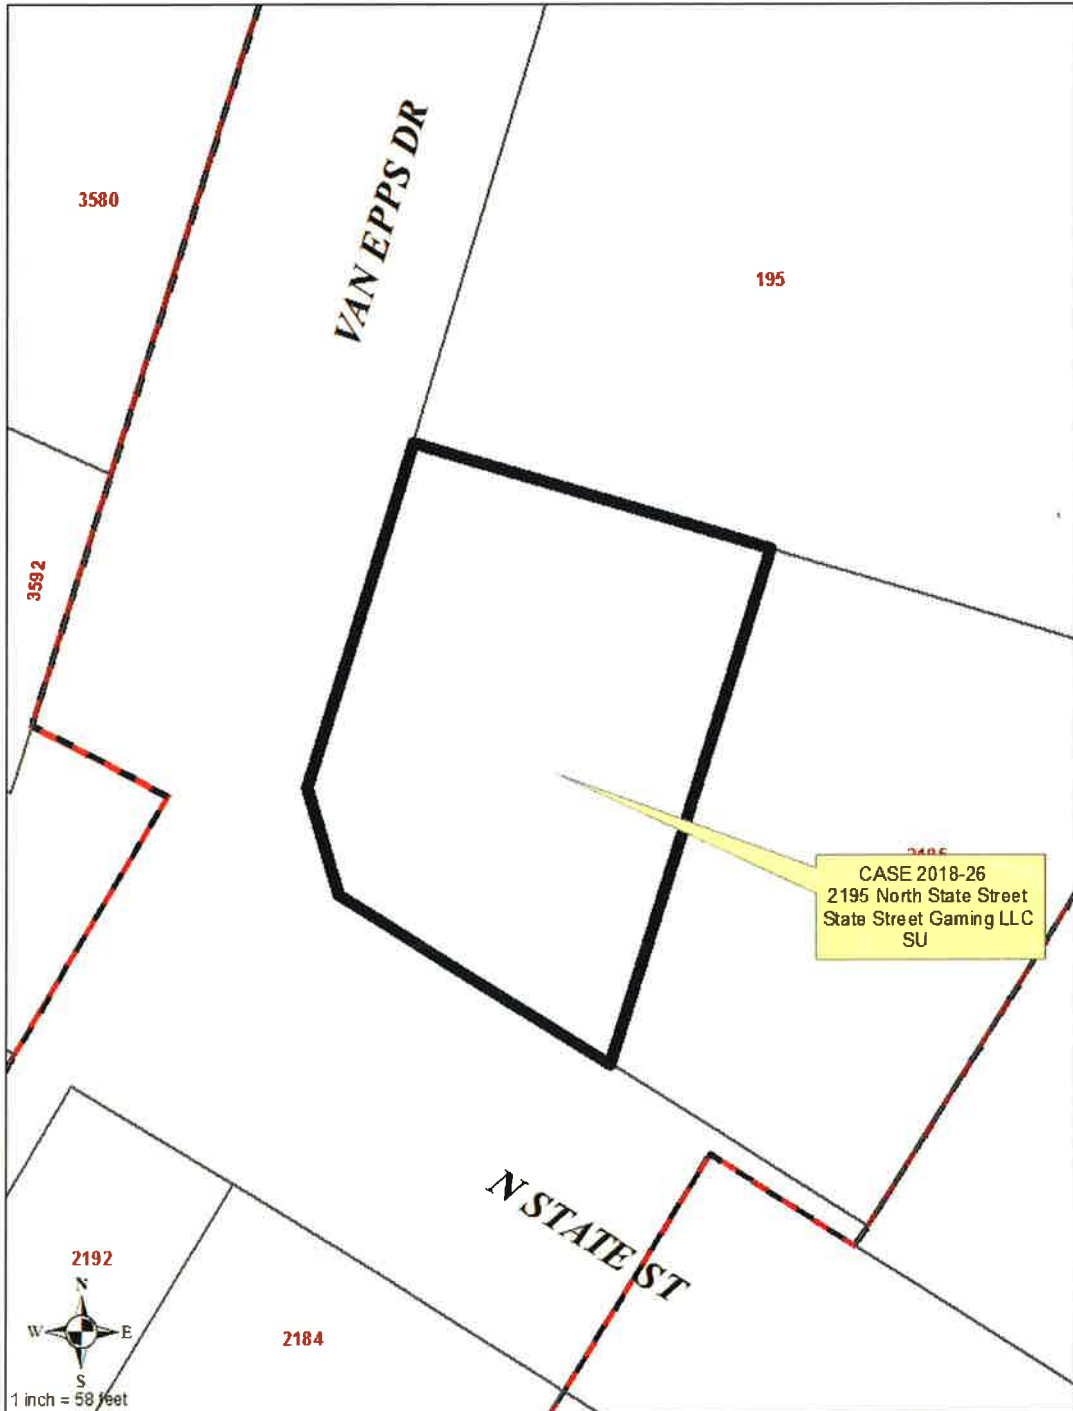 3580
VAN EPPS DR
195
3592
CASE 2018-26
2195 North State Street
State Street Gaming LLC
SU
N STATE ST
2192
N
W E
S
2184
1 inch = 58 feet